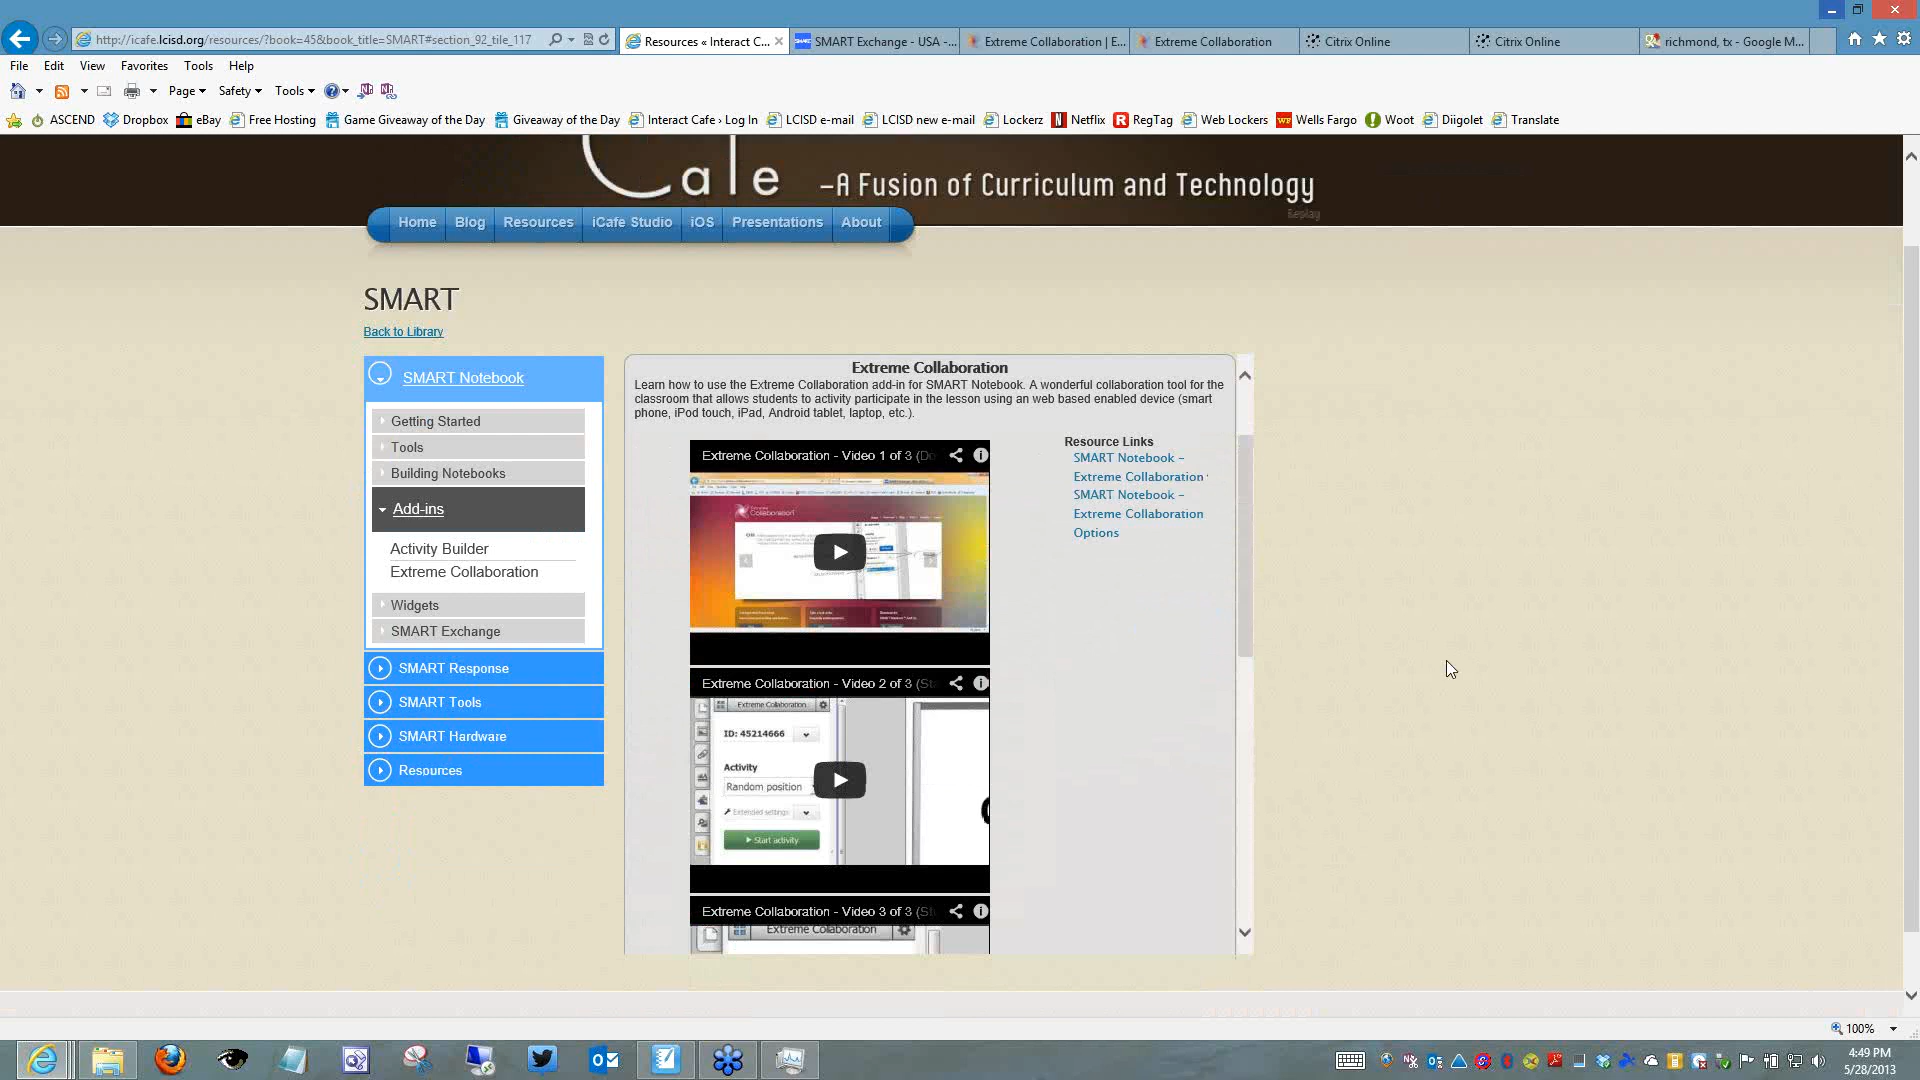 http://icafe.lcisd.org/resources/?book=45&book_title=SMART#section_92_tile_117
Resources « Interact C...
SMART Exchange - USA -...
Extreme Collaboration | E...
Extreme Collaboration
Citrix Online
Citrix Online
richmond, tx - Google M...
File Edit View Favorites Tools Help
Page Safety Tools
ASCEND Dropbox eBay Free Hosting Game Giveaway of the Day Giveaway of the Day Interact Cafe › Log In LCISD e-mail LCISD new e-mail Lockerz Netflix RegTag Web Lockers Wells Fargo Woot Diigolet Translate
Cafe –A Fusion of Curriculum and Technology
Replay
Home Blog Resources iCafe Studio iOS Presentations About
SMART
Back to Library
SMART Notebook
Getting Started
Tools
Building Notebooks
Add-ins
Activity Builder
Extreme Collaboration
Widgets
SMART Exchange
SMART Response
SMART Tools
SMART Hardware
Resources
Extreme Collaboration
Learn how to use the Extreme Collaboration add-in for SMART Notebook. A wonderful collaboration tool for the
classroom that allows students to activity participate in the lesson using an web based enabled device (smart
phone, iPod touch, iPad, Android tablet, laptop, etc.).
Extreme Collaboration - Video 1 of 3 (Do
Extreme Collaboration
Extreme Collaboration - Video 2 of 3 (Sta
Extreme Collaboration
ID: 45214666
Activity
Random position
Extended settings
Start activity
Extreme Collaboration - Video 3 of 3 (St
Extreme Collaboration
Resource Links
SMART Notebook –
Extreme Collaboration
SMART Notebook –
Extreme Collaboration
Options
100%
4:49 PM
5/28/2013